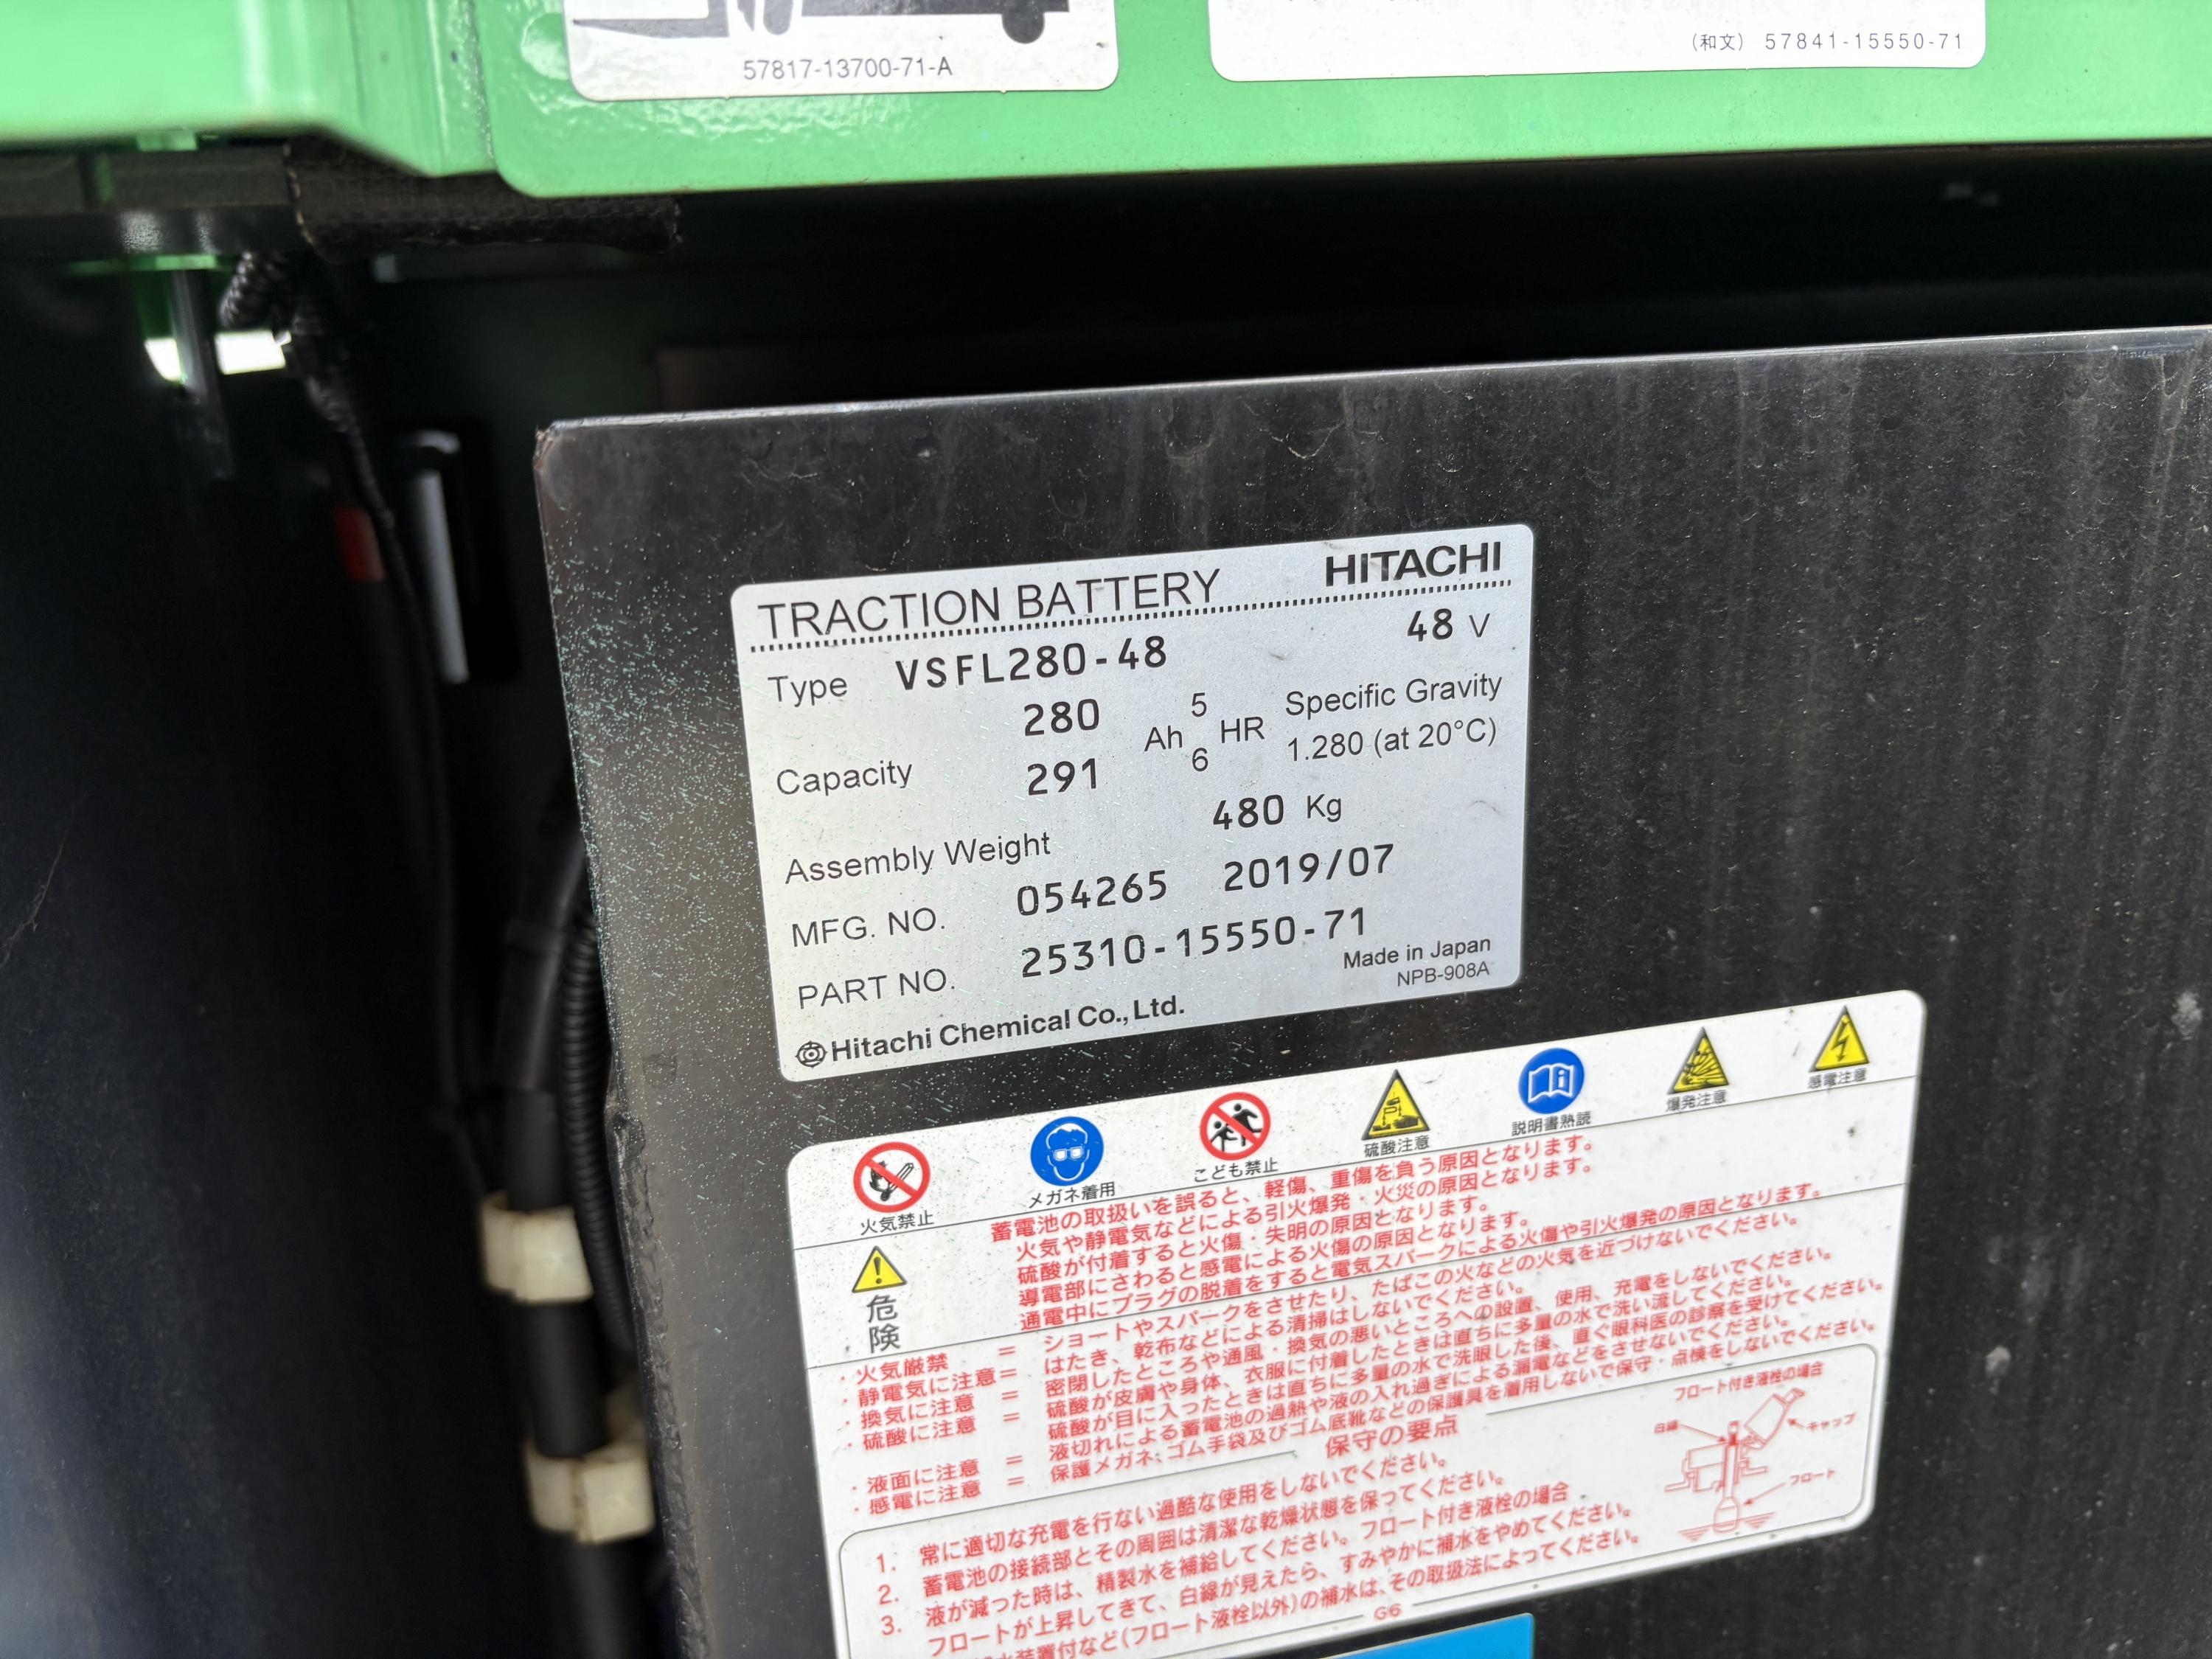 57817-13700-71-A
(和文) 57841-15550-71
TRACTION BATTERY HITACHI
Type VSFL280-48 48 V
Capacity 280 291 Ah 5 6 HR Specific Gravity
1.280 (at 20°C)
Assembly Weight 480 Kg
MFG. NO. 054265 2019/07
PART NO. 25310-15550-71
Made in Japan
NPB-908A
Hitachi Chemical Co., Ltd.
火気禁止
メガネ着用
こども禁止
硫酸注意
説明書熟読
爆発注意
感電注意
危険
蓄電池の取扱いを誤ると、軽傷、重傷を負う原因となります。
火気や静電気などによる引火爆発・火災の原因となります。
硫酸が付着すると火傷・失明の原因となります。
導電部にさわると感電による火傷の原因となります。
通電中にプラグの脱着をすると電気スパークによる火傷や引火爆発の原因となります。
・火気厳禁 = ショートやスパークをさせたり、たばこの火などの火気を近づけないでください。
・静電気に注意= はたき、乾布などによる清掃はしないでください。
・換気に注意 = 密閉したところや通風・換気の悪いところへの設置、使用、充電をしないでください。
・硫酸に注意 = 硫酸が皮膚や身体、衣服に付着したときは直ちに多量の水で洗い流してください。
硫酸が目に入ったときは直ちに多量の水で洗眼した後、直ぐ眼科医の診察を受けてください。
・液面に注意 = 液切れによる蓄電池の過熱や液の入れ過ぎによる漏電などをさせないでください。
・感電に注意 = 保護メガネ、ゴム手袋及びゴム底靴などの保護具を着用しないで保守・点検をしないでください。
保守の要点
1. 常に適切な充電を行ない過酷な使用をしないでください。
2. 蓄電池の接続部とその周囲は清潔な乾燥状態を保ってください。
3. 液が減った時は、精製水を補給してください。フロート付き液栓の場合
フロートが上昇してきて、白線が見えたら、すみやかに補水をやめてください。
水装置付など(フロート液栓以外)の補水は、その取扱法によってください。
フロート付き液栓の場合
白線
キャップ
フロート
G6